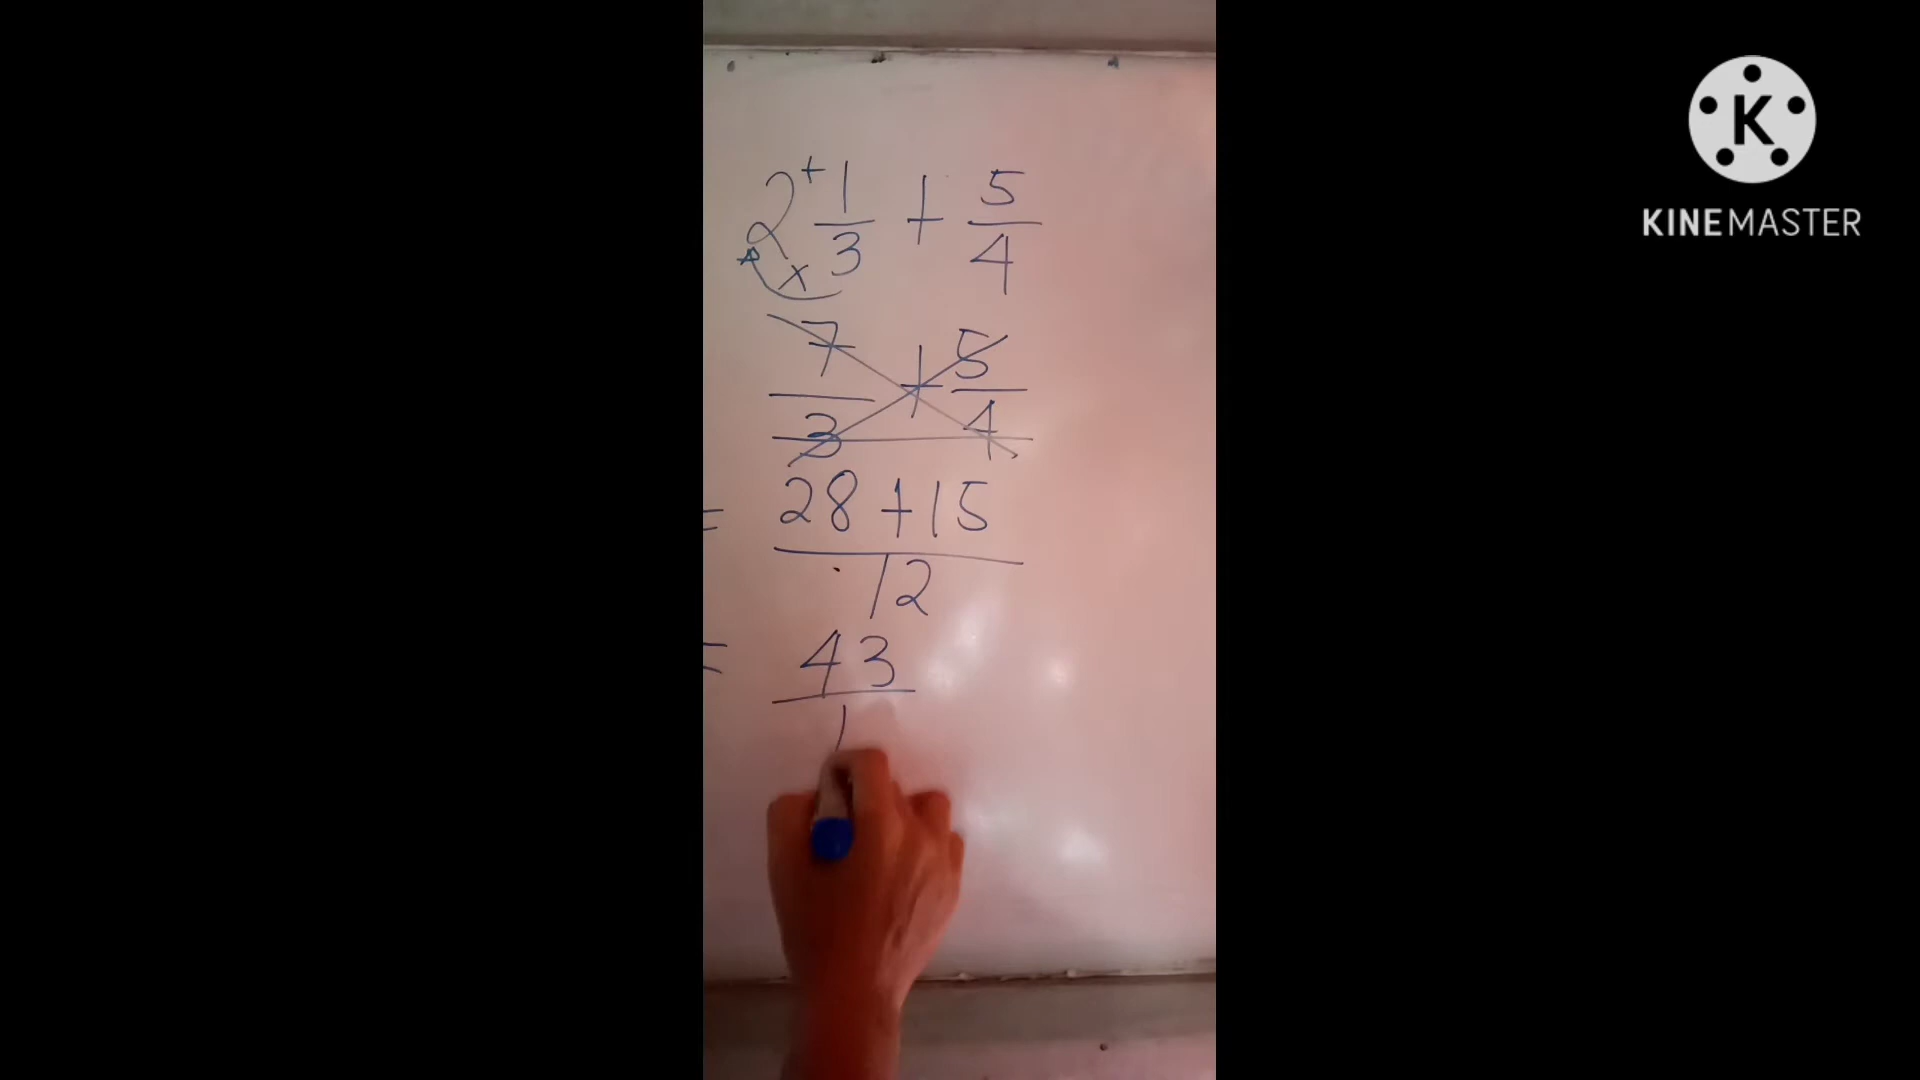 2 + 1/3 + 5/4
×
7/3 + 5/4
= 28 + 15
12
= 43
1
K
KINEMASTER